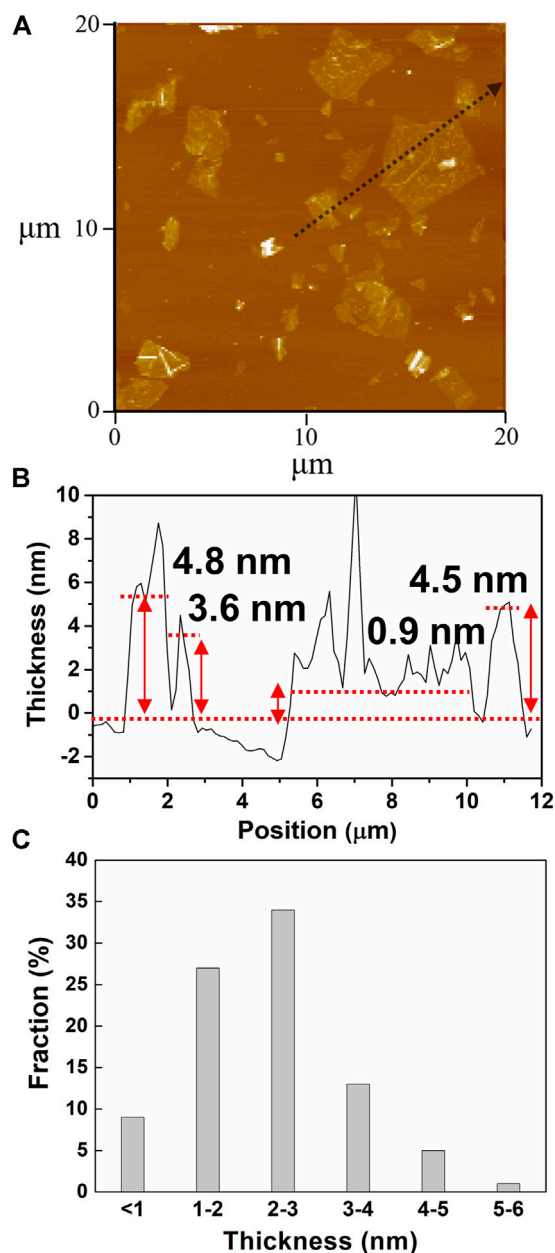 A
20
μm
10
0
0
10
20
μm
B
10
8
6
4
2
0
-2
Thickness (nm)
4.8 nm
3.6 nm
0.9 nm
4.5 nm
0 2 4 6 8 10 12
Position (μm)
C
40
35
30
25
20
15
10
5
0
Fraction (%)
<1 1-2 2-3 3-4 4-5 5-6
Thickness (nm)